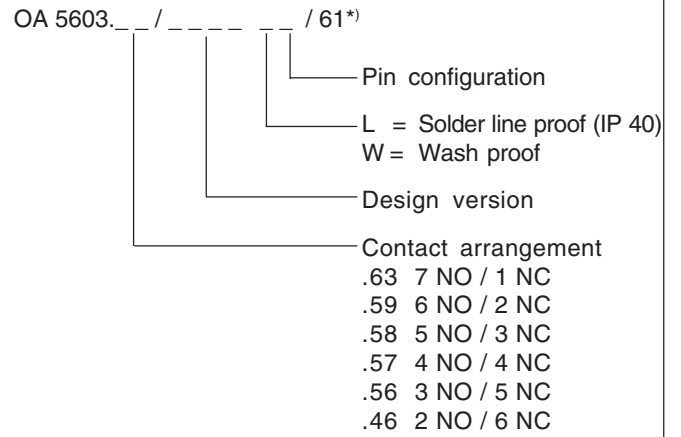 OA 5603._ _ / _ _ _ _ _ _ / 61*)
Pin configuration
L = Solder line proof (IP 40)
W = Wash proof
Design version
Contact arrangement
.63 7 NO / 1 NC
.59 6 NO / 2 NC
.58 5 NO / 3 NC
.57 4 NO / 4 NC
.56 3 NO / 5 NC
.46 2 NO / 6 NC